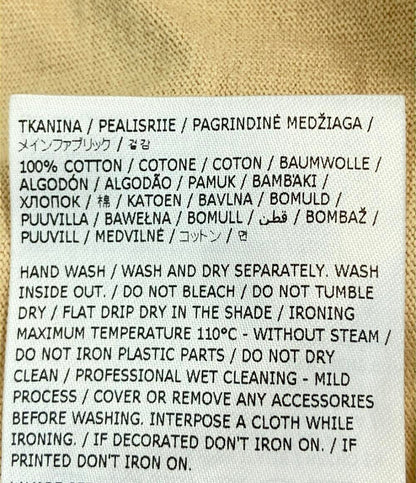 TKANINA / PEALISRIIE / PAGRINDINĖ MEDŽIAGA /
メインファブリック / 겉감
100% COTTON / COTONE / COTON / BAUMWOLLE /
ALGODÓN / ALGODÃO / PAMUK / ΒΑΜΒΑΚΙ /
ХЛОПОК / 棉 / KATOEN / BAVLNA / BOMULD /
PUUVILLA / BAWEŁNA / BOMULL / قطن / BOMBAŽ /
PUUVILL / MEDVILNĖ / コットン / 면
HAND WASH / WASH AND DRY SEPARATELY. WASH
INSIDE OUT. / DO NOT BLEACH / DO NOT TUMBLE
DRY / FLAT DRIP DRY IN THE SHADE / IRONING
MAXIMUM TEMPERATURE 110°C - WITHOUT STEAM /
DO NOT IRON PLASTIC PARTS / DO NOT DRY
CLEAN / PROFESSIONAL WET CLEANING - MILD
PROCESS / COVER OR REMOVE ANY ACCESSORIES
BEFORE WASHING. INTERPOSE A CLOTH WHILE
IRONING. / IF DECORATED DON'T IRON ON. / IF
PRINTED DON'T IRON ON.